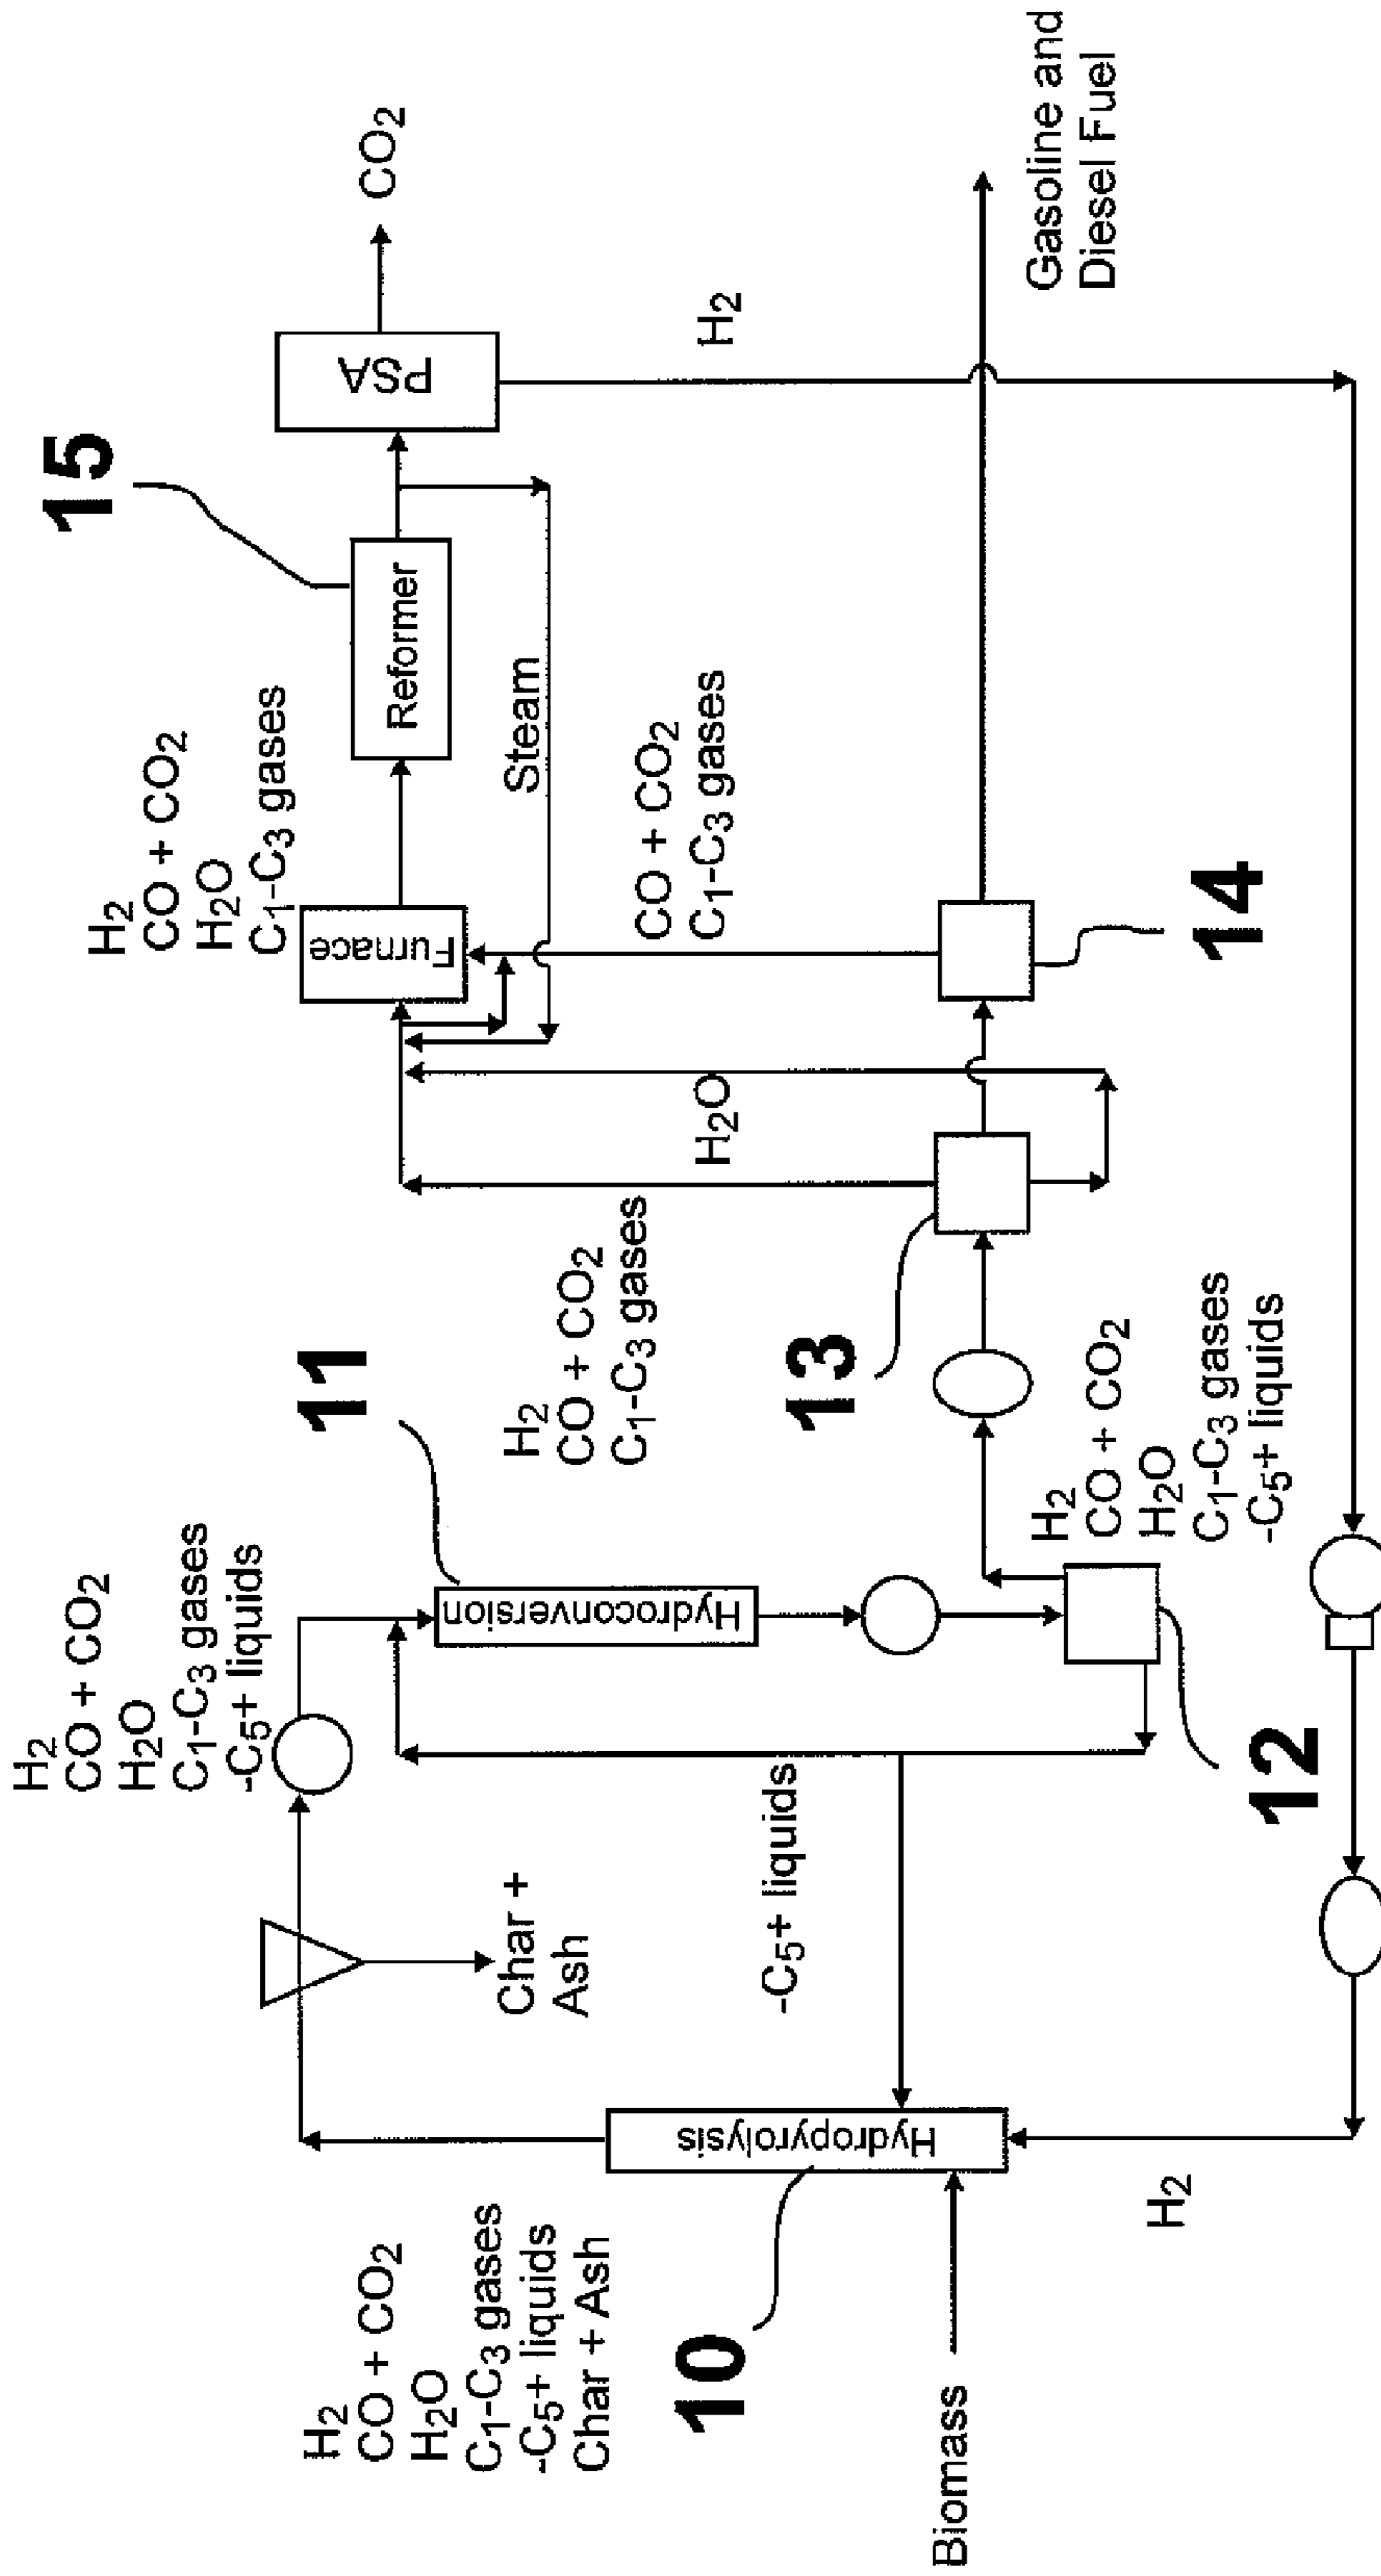 H2
CO + CO2
H2O
C1-C3 gases
-C5+ liquids
Char + Ash
10
Biomass
Hydropyrolysis
H2
Char +
Ash
-C5+ liquids
H2
CO + CO2
H2O
C1-C3 gases
-C5+ liquids
11
Hydroconversion
12
H2
CO + CO2
H2O
C1-C3 gases
-C5+ liquids
13
H2
CO + CO2
C1-C3 gases
H2O
14
CO + CO2
C1-C3 gases
H2
CO + CO2
H2O
C1-C3 gases
Furnace
Steam
Reformer
15
PSA
CO2
H2
Gasoline and
Diesel Fuel